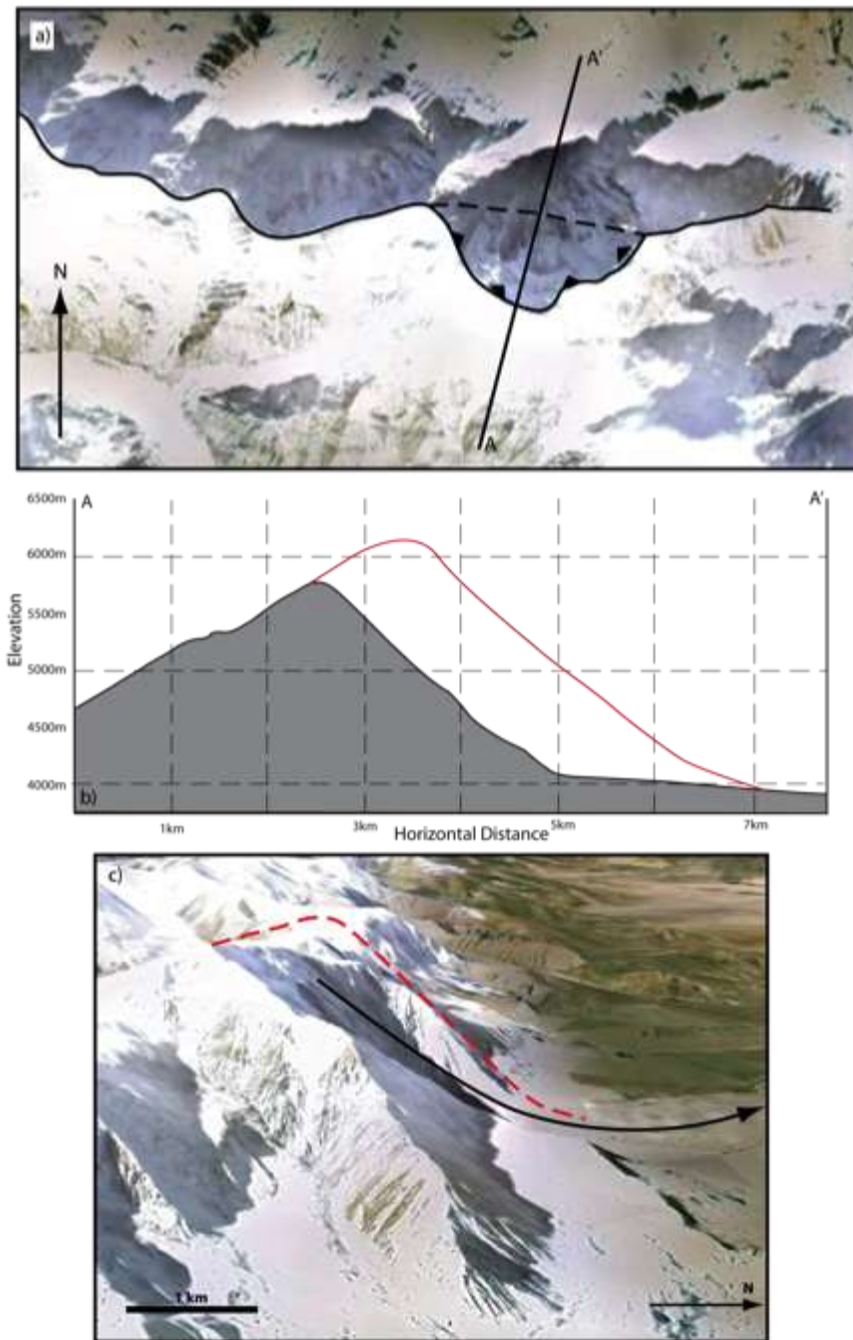 a)
A'
N
A
6500m
A
A'
6000m
5500m
5000m
4500m
4000m
b)
Elevation
1km
3km
5km
7km
Horizontal Distance
c)
1 km
N